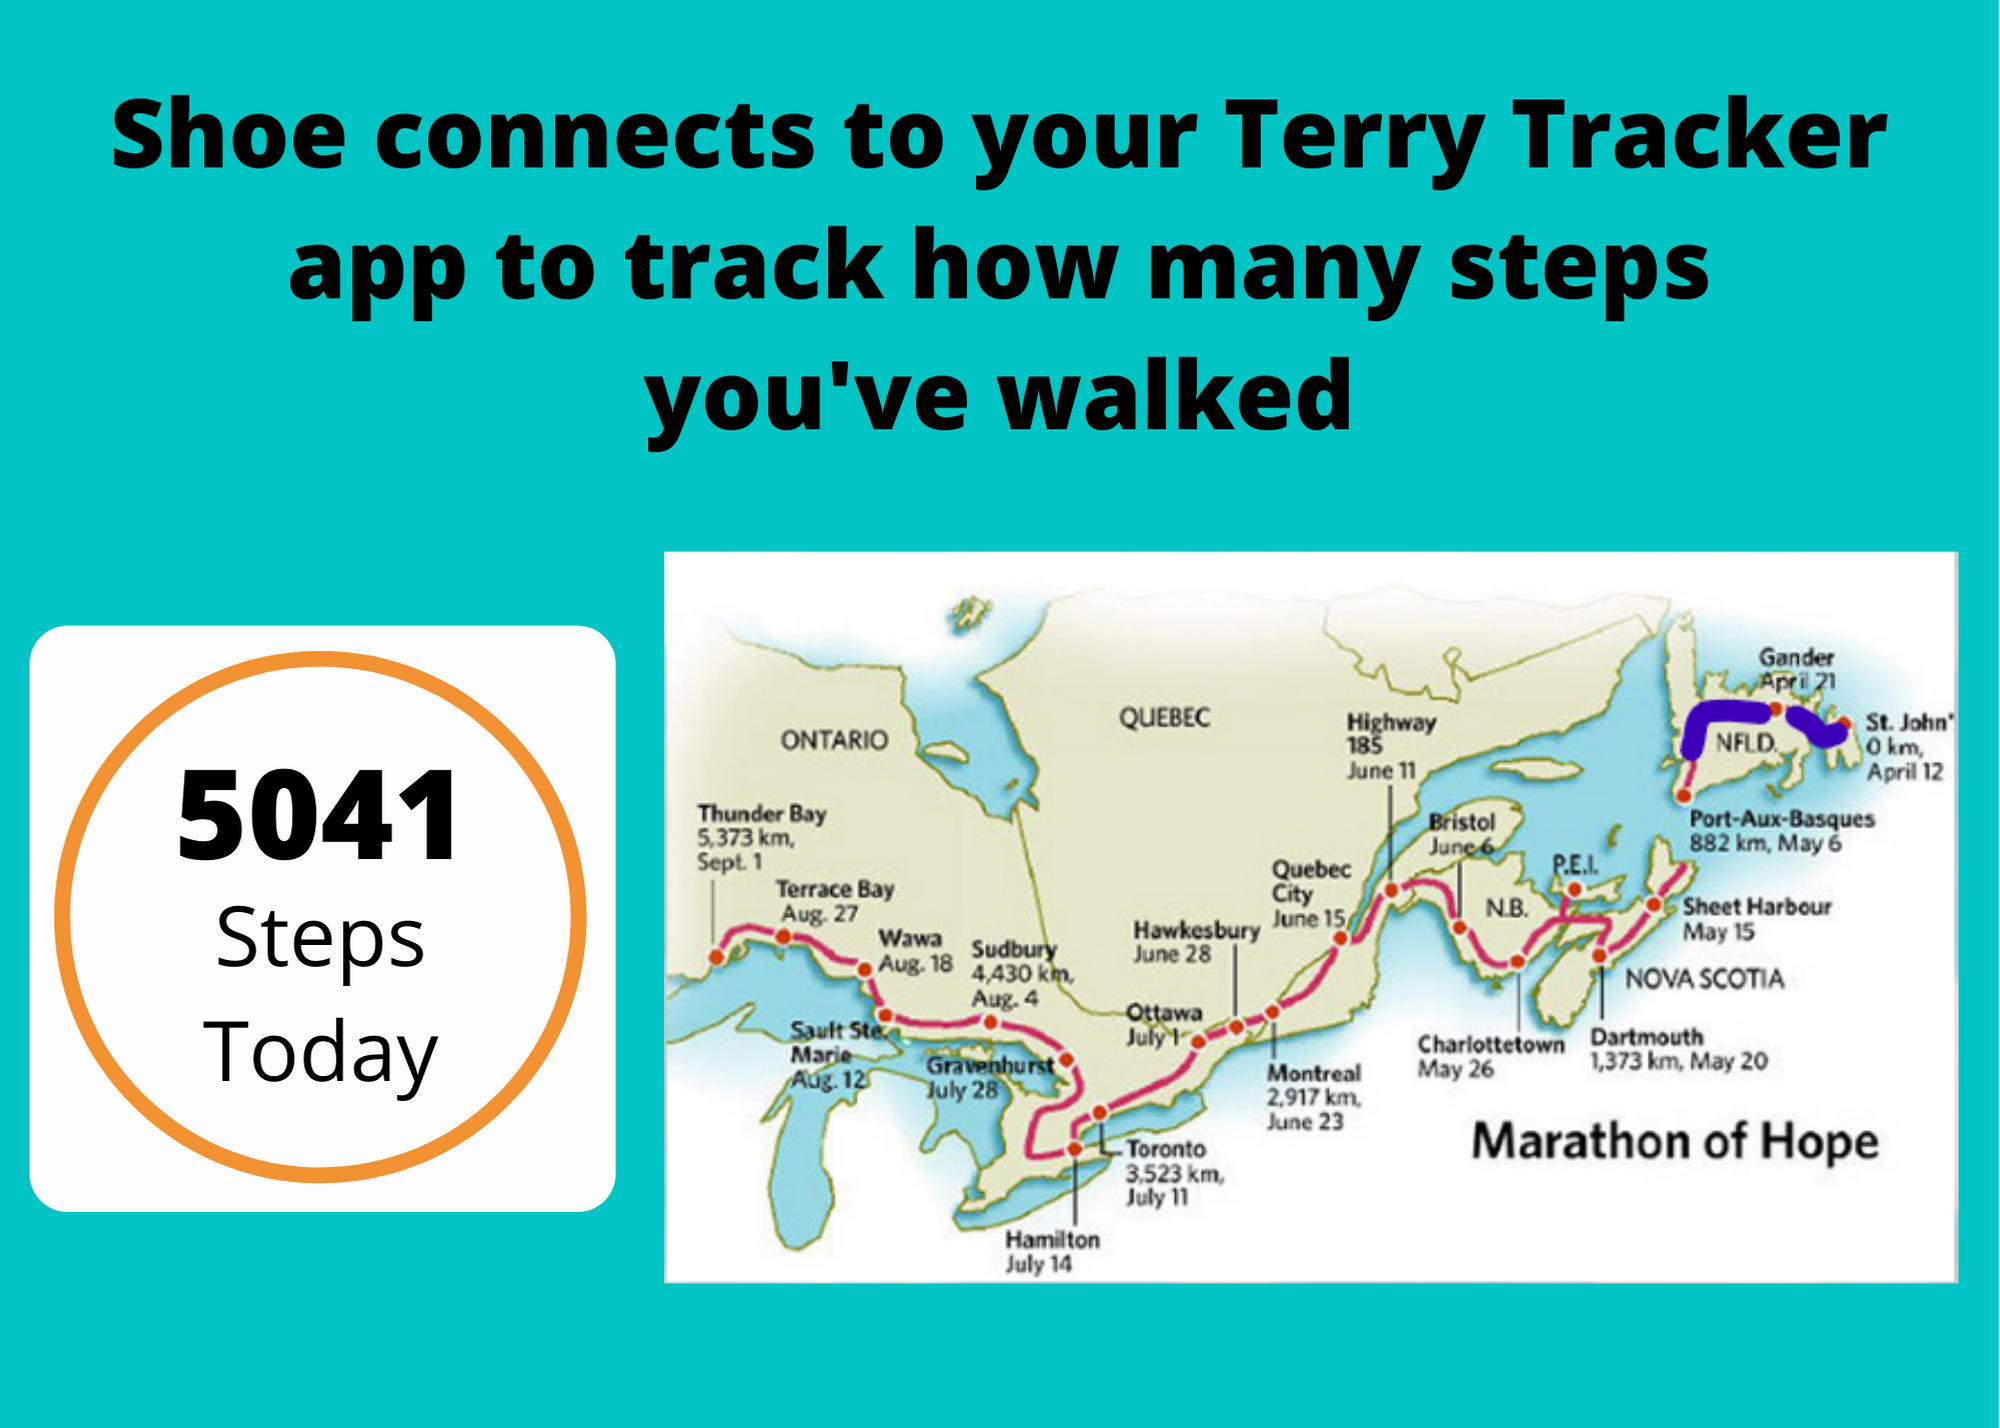 Shoe connects to your Terry Tracker
app to track how many steps
you've walked
5041
Steps
Today
Gander
April 21
St. John'
0 km,
April 12
NFLD.
Port-Aux-Basques
882 km, May 6
QUEBEC
ONTARIO
Highway
185
June 11
Bristol
June 6
P.E.I.
N.B.
Sheet Harbour
May 15
NOVA SCOTIA
Dartmouth
1,373 km, May 20
Charlottetown
May 26
Quebec
City
June 15
Hawkesbury
June 28
Ottawa
July 1
Montreal
2,917 km,
June 23
Toronto
3,523 km,
July 11
Hamilton
July 14
Gravenhurst
July 28
Sudbury
4,430 km,
Aug. 4
Sault Ste.
Marie
Aug. 12
Wawa
Aug. 18
Terrace Bay
Aug. 27
Thunder Bay
5,373 km,
Sept. 1
Marathon of Hope